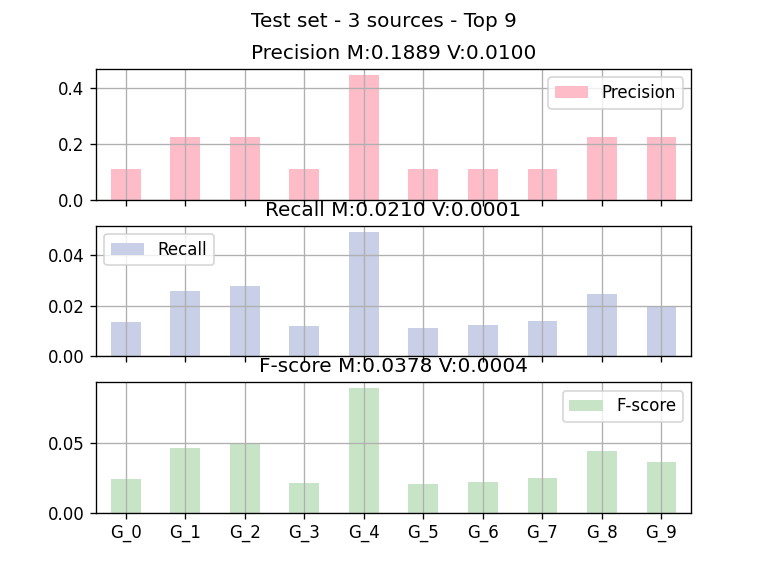 Test set - 3 sources - Top 9
Precision M:0.1889 V:0.0100
0.4
0.2
0.0
Precision
Recall M:0.0210 V:0.0001
0.04
0.02
0.00
Recall
F-score M:0.0378 V:0.0004
0.05
0.00
F-score
G_0 G_1 G_2 G_3 G_4 G_5 G_6 G_7 G_8 G_9